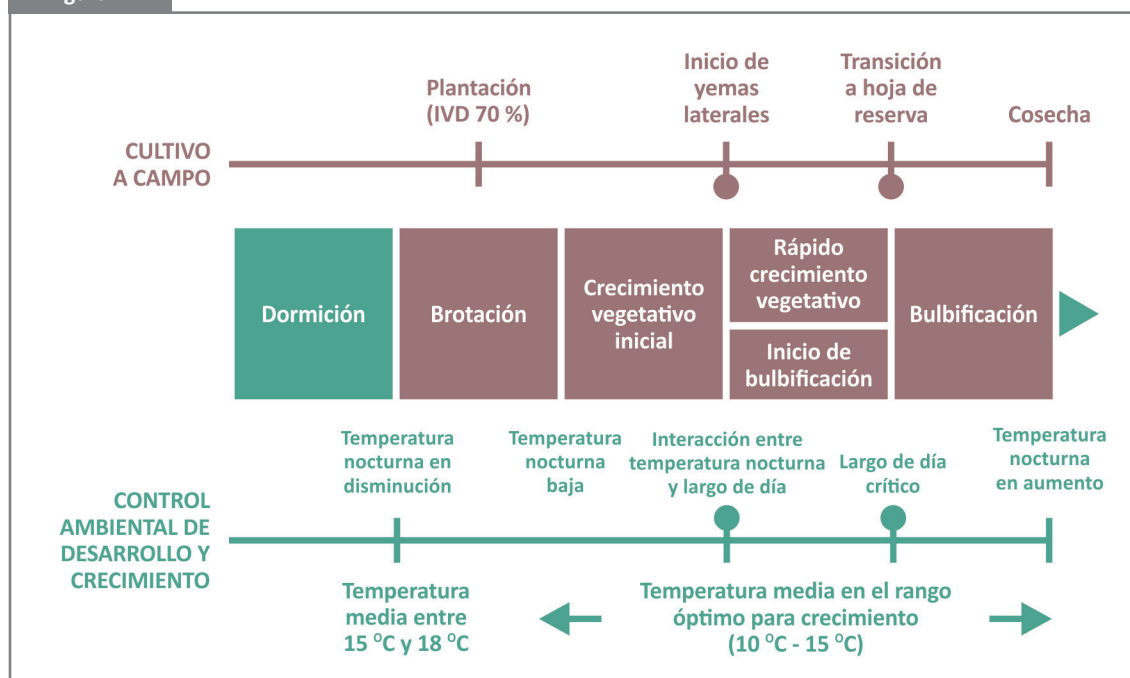 Plantación
(IVD 70 %)
Inicio de
yemas
laterales
Transición
a hoja de
reserva
Cosecha
CULTIVO
A CAMPO
Dormición
Brotación
Crecimiento
vegetativo
inicial
Rápido
crecimiento
vegetativo
Inicio de
bulbificación
Bulbificación
Temperatura
nocturna en
disminución
Temperatura
nocturna
baja
Interacción entre
temperatura nocturna
y largo de día
Largo de día
crítico
Temperatura
nocturna
en aumento
CONTROL
AMBIENTAL DE
DESARROLLO Y
CRECIMIENTO
Temperatura
media entre
15 °C y 18 °C
Temperatura media en el rango
óptimo para crecimiento
(10 °C - 15 °C)